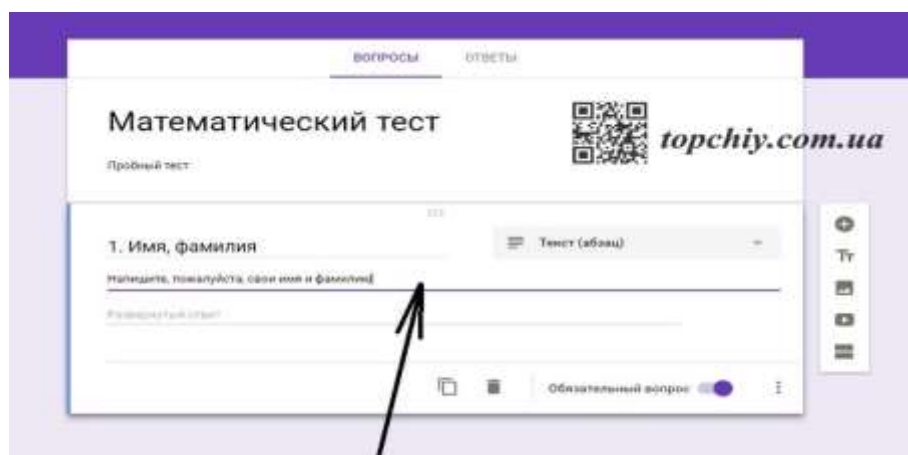 ВОПРОСЫ ОТВЕТЫ
Математический тест
topchiy.com.ua
Пробный тест
1. Имя, фамилия
Текст (абзац)
Напишите, пожалуйста, свои имя и фамилию
Развернутый ответ
Обязательный вопрос
Тт